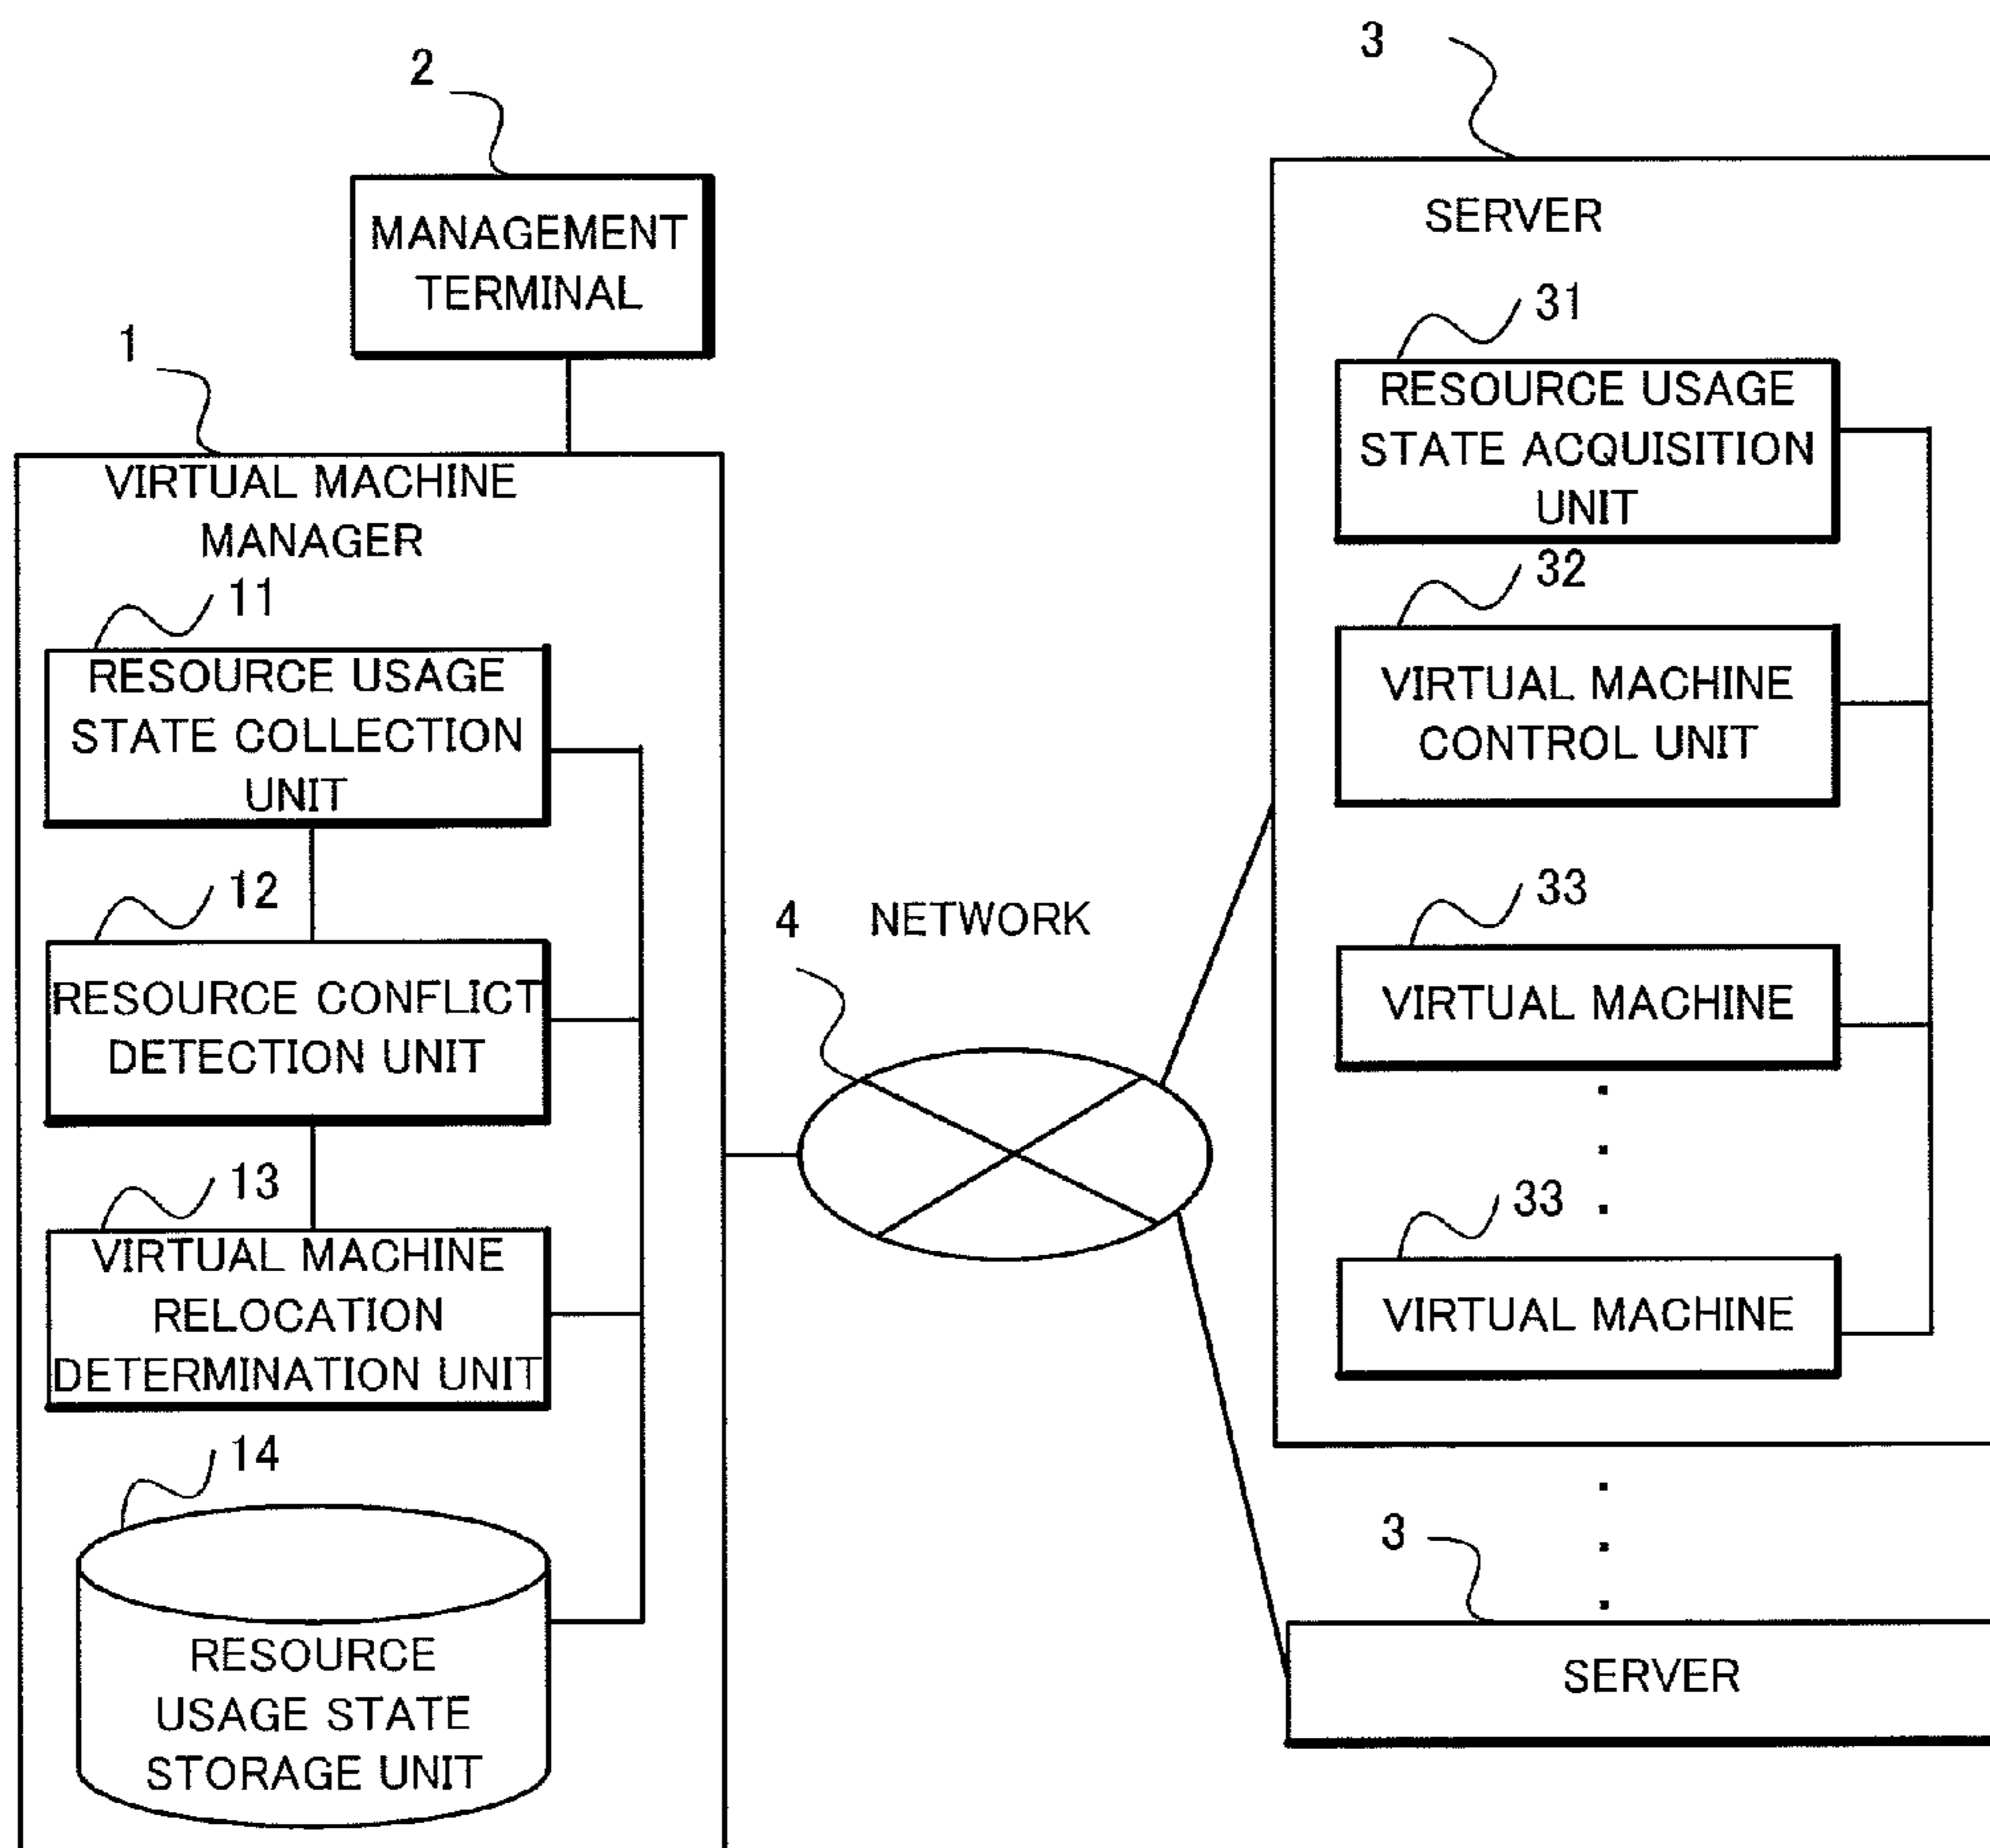 2
MANAGEMENT
TERMINAL
1
VIRTUAL MACHINE
MANAGER
11
RESOURCE USAGE
STATE COLLECTION
UNIT
12
RESOURCE CONFLICT
DETECTION UNIT
13
VIRTUAL MACHINE
RELOCATION
DETERMINATION UNIT
14
RESOURCE
USAGE STATE
STORAGE UNIT
4 NETWORK
3
SERVER
31
RESOURCE USAGE
STATE ACQUISITION
UNIT
32
VIRTUAL MACHINE
CONTROL UNIT
33
VIRTUAL MACHINE
33
VIRTUAL MACHINE
3
SERVER